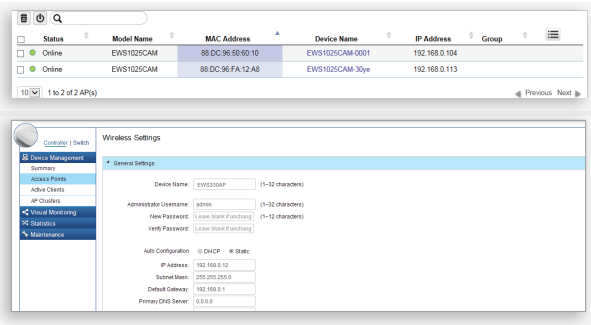 Status Model Name MAC Address Device Name IP Address Group
Online EWS1025CAM 88:DC:96:50:60:10 EWS1025CAM-0001 192.168.0.104
Online EWS1025CAM 88:DC:96:FA:12:A8 EWS1025CAM-30ye 192.168.0.113
10 1 to 2 of 2 AP(s) Previous Next
Controller | Switch
Device Management
Summary
Access Points
Active Clients
AP Clusters
Visual Monitoring
Statistics
Maintenance
Wireless Settings
General Settings
Device Name: EWS330AP (1~32 characters)
Administrator Username: admin (1~32 characters)
New Password: Leave blank if unchang (1~12 characters)
Verify Password: Leave blank if unchang
Auto Configuration DHCP Static
IP Address: 192.168.0.12
Subnet Mask: 255.255.255.0
Default Gateway: 192.168.0.1
Primary DNS Server: 0.0.0.0